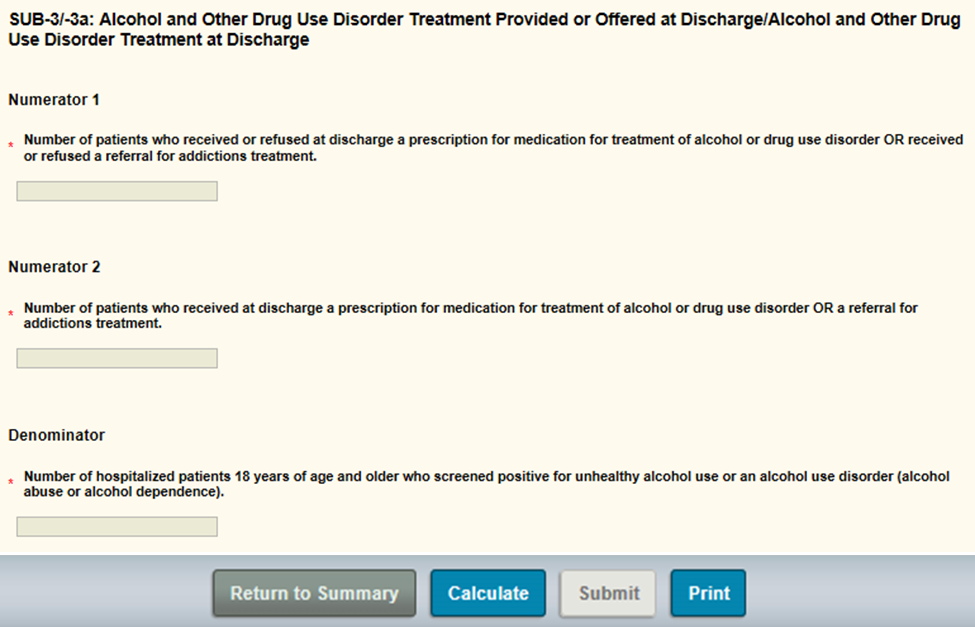 SUB-3/-3a: Alcohol and Other Drug Use Disorder Treatment Provided or Offered at Discharge/Alcohol and Other Drug
Use Disorder Treatment at Discharge
Numerator 1
* Number of patients who received or refused at discharge a prescription for medication for treatment of alcohol or drug use disorder OR received
or refused a referral for addictions treatment.
Numerator 2
* Number of patients who received at discharge a prescription for medication for treatment of alcohol or drug use disorder OR a referral for
addictions treatment.
Denominator
* Number of hospitalized patients 18 years of age and older who screened positive for unhealthy alcohol use or an alcohol use disorder (alcohol
abuse or alcohol dependence).
Return to Summary Calculate Submit Print